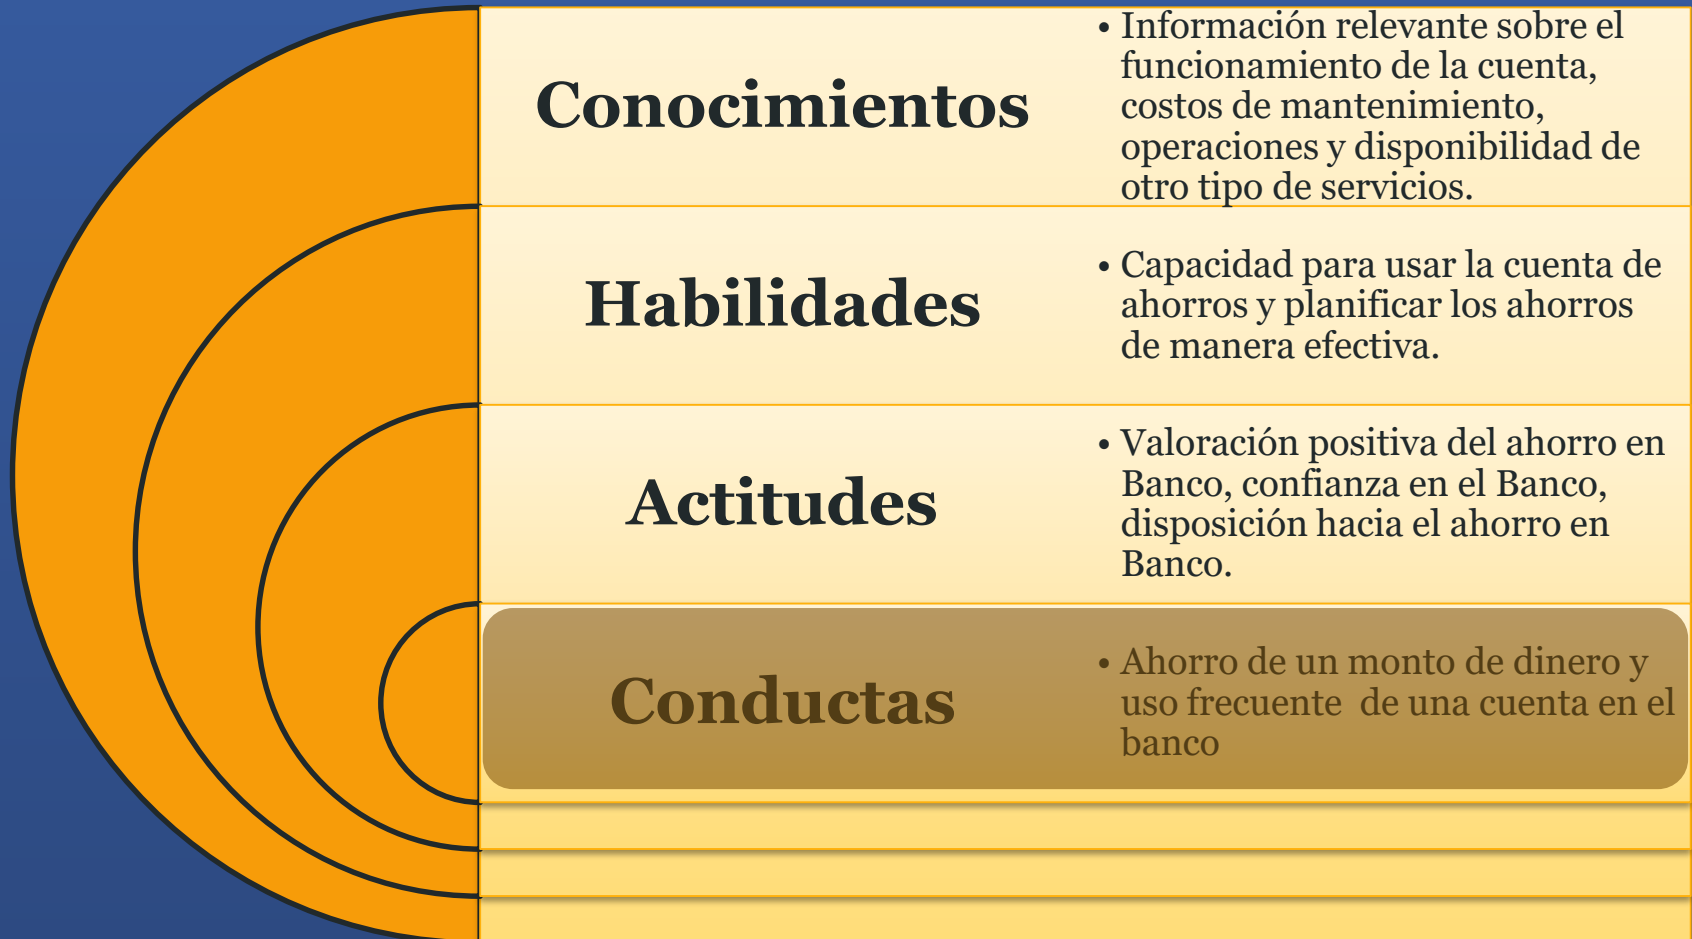 Conocimientos
• Información relevante sobre el
funcionamiento de la cuenta,
costos de mantenimiento,
operaciones y disponibilidad de
otro tipo de servicios.
Habilidades
• Capacidad para usar la cuenta de
ahorros y planificar los ahorros
de manera efectiva.
Actitudes
• Valoración positiva del ahorro en
Banco, confianza en el Banco,
disposición hacia el ahorro en
Banco.
Conductas
• Ahorro de un monto de dinero y
uso frecuente  de una cuenta en el
banco